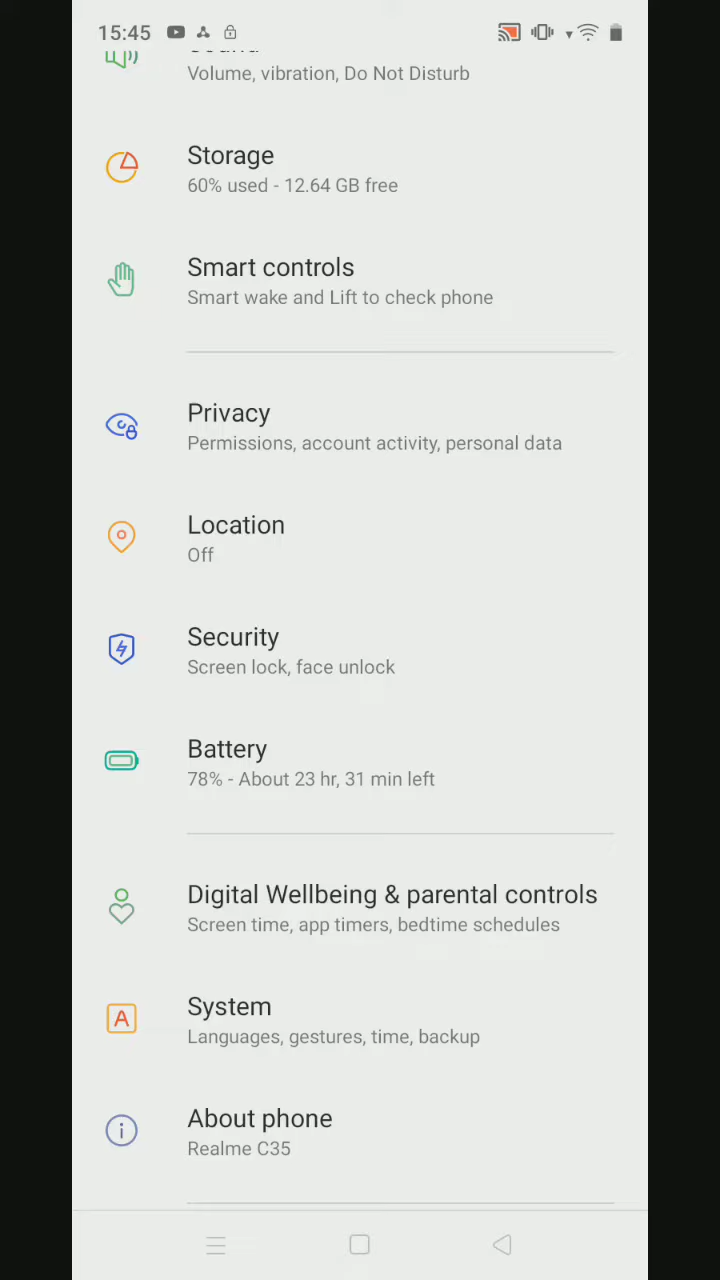 15:45
Volume, vibration, Do Not Disturb
Storage
60% used - 12.64 GB free
Smart controls
Smart wake and Lift to check phone
Privacy
Permissions, account activity, personal data
Location
Off
Security
Screen lock, face unlock
Battery
78% - About 23 hr, 31 min left
Digital Wellbeing & parental controls
Screen time, app timers, bedtime schedules
System
Languages, gestures, time, backup
A
About phone
Realme C35